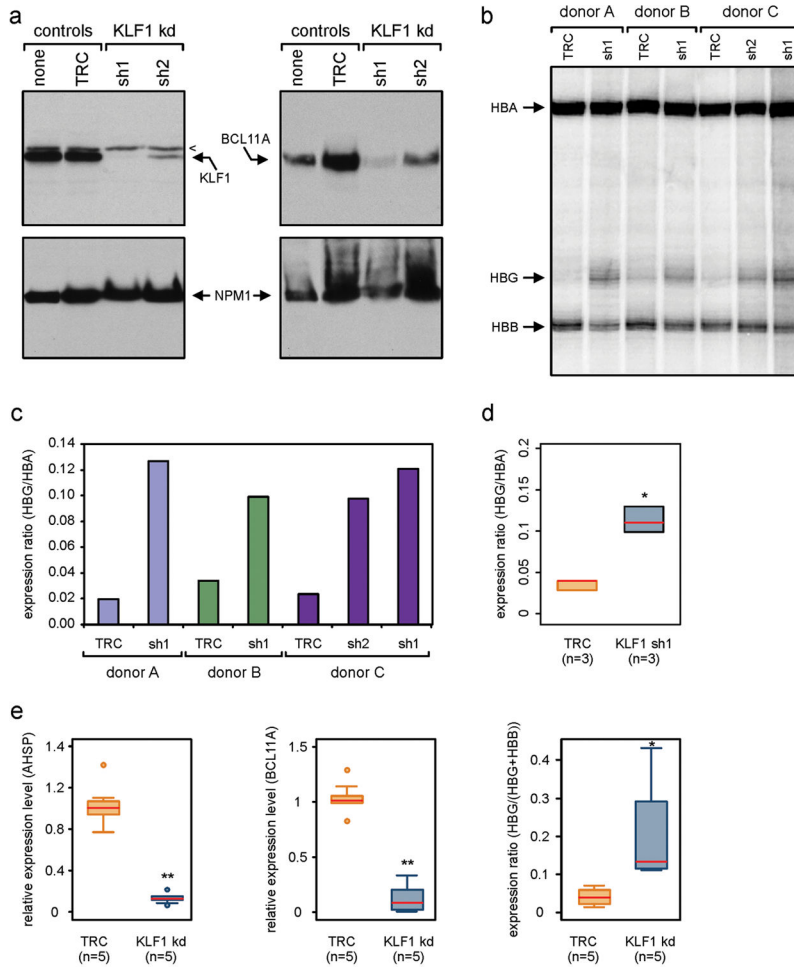 a
controls
KLF1 kd
none
TRC
sh1
sh2
<
KLF1
NPM1
controls
KLF1 kd
none
TRC
sh1
sh2
BCL11A
b
donor A
donor B
donor C
TRC
sh1
TRC
sh1
TRC
sh2
sh1
HBA
HBG
HBB
c
expression ratio (HBG/HBA)
0.14
0.12
0.10
0.08
0.06
0.04
0.02
0.00
TRC
sh1
TRC
sh1
TRC
sh2
sh1
donor A
donor B
donor C
d
expression ratio (HBG/HBA)
0.2
0.15
0.1
0.05
0
*
TRC
(n=3)
KLF1 sh1
(n=3)
e
relative expression level (AHSP)
1.4
1.2
0.8
0.4
0
**
TRC
(n=5)
KLF1 kd
(n=5)
relative expression level (BCL11A)
1.5
1
0.5
0
**
TRC
(n=5)
KLF1 kd
(n=5)
expression ratio (HBG/(HBG+HBB))
0.4
0.3
0.2
0.1
0
*
TRC
(n=5)
KLF1 kd
(n=5)